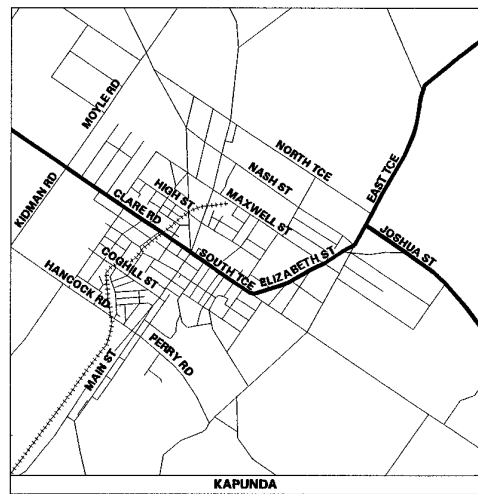 MOYLE RD
NORTH TCE
NASH ST
EAST TCE
HIGH ST
MAXWELL ST
KIDMAN RD
CLARE RD
JOSHUA ST
SOUTH TCE
ELIZABETH ST
COGHILL ST
HANCOCK RD
PERRY RD
MAIN ST
KAPUNDA